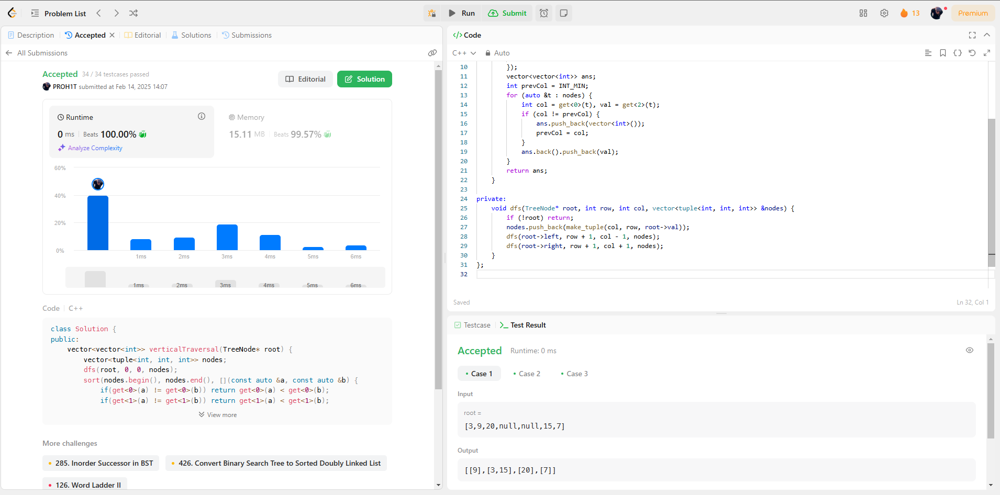 Problem List
Run
Submit
13
Premium
Description
Accepted
Editorial
Solutions
Submissions
All Submissions
Accepted 34 / 34 testcases passed
PROH1T submitted at Feb 14, 2025 14:07
Editorial
Solution
Runtime
0 ms Beats 100.00%
Analyze Complexity
Memory
15.11 MB Beats 99.57%
60%
40%
20%
0%
1ms 2ms 3ms 4ms 5ms 6ms
1ms 2ms 3ms 4ms 5ms 6ms
Code C++
class Solution {
public:
    vector<vector<int>> verticalTraversal(TreeNode* root) {
        vector<tuple<int, int, int>> nodes;
        dfs(root, 0, 0, nodes);
        sort(nodes.begin(), nodes.end(), [](const auto &a, const auto &b) {
            if(get<0>(a) != get<0>(b)) return get<0>(a) < get<0>(b);
            if(get<1>(a) != get<1>(b)) return get<1>(a) < get<1>(b);
View more
More challenges
285. Inorder Successor in BST
426. Convert Binary Search Tree to Sorted Doubly Linked List
126. Word Ladder II
</> Code
C++ Auto
10         });
11         vector<vector<int>> ans;
12         int prevCol = INT_MIN;
13         for (auto &t : nodes) {
14             int col = get<0>(t), val = get<2>(t);
15             if (col != prevCol) {
16                 ans.push_back(vector<int>());
17                 prevCol = col;
18             }
19             ans.back().push_back(val);
20         }
21         return ans;
22     }
23
24 private:
25     void dfs(TreeNode* root, int row, int col, vector<tuple<int, int, int>> &nodes) {
26         if (!root) return;
27         nodes.push_back(make_tuple(col, row, root->val));
28         dfs(root->left, row + 1, col - 1, nodes);
29         dfs(root->right, row + 1, col + 1, nodes);
30     }
31 };
32
Saved
Ln 32, Col 1
Testcase
Test Result
Accepted Runtime: 0 ms
Case 1
Case 2
Case 3
Input
root =
[3,9,20,null,null,15,7]
Output
[[9],[3,15],[20],[7]]